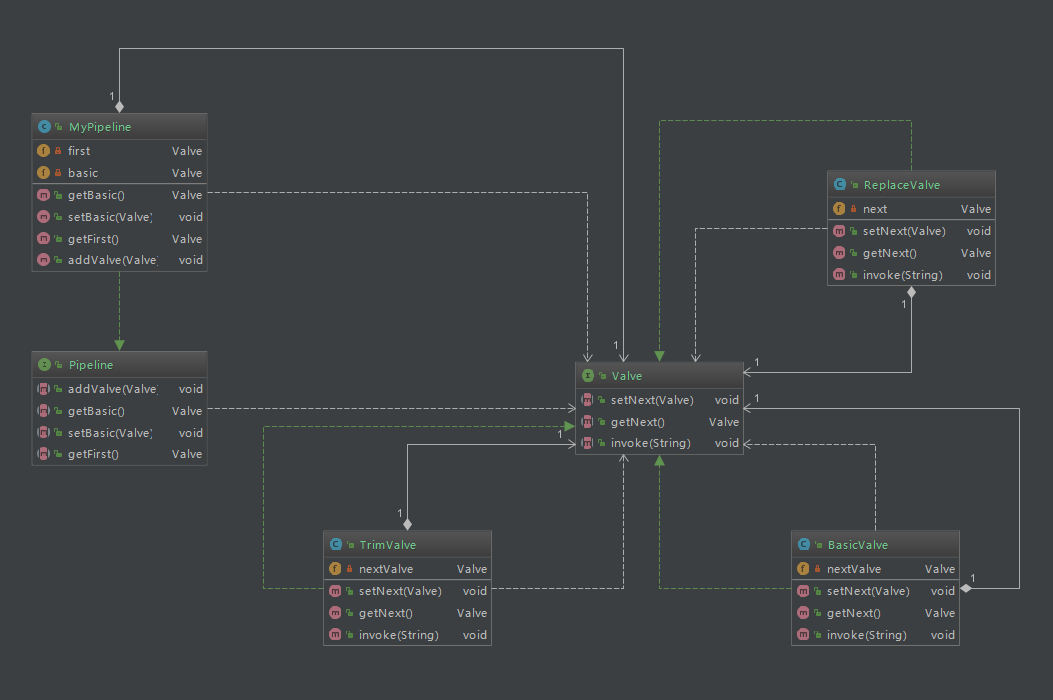 1
MyPipeline
first Valve
basic Valve
getBasic() Valve
setBasic(Valve) void
getFirst() Valve
addValve(Valve) void
Pipeline
addValve(Valve) void
getBasic() Valve
setBasic(Valve) void
getFirst() Valve
ReplaceValve
next Valve
setNext(Valve) void
getNext() Valve
invoke(String) void
1
1
1
Valve
setNext(Valve) void
getNext() Valve
invoke(String) void
1
1
1
TrimValve
nextValve Valve
setNext(Valve) void
getNext() Valve
invoke(String) void
BasicValve
nextValve Valve
setNext(Valve) void
getNext() Valve
invoke(String) void
1